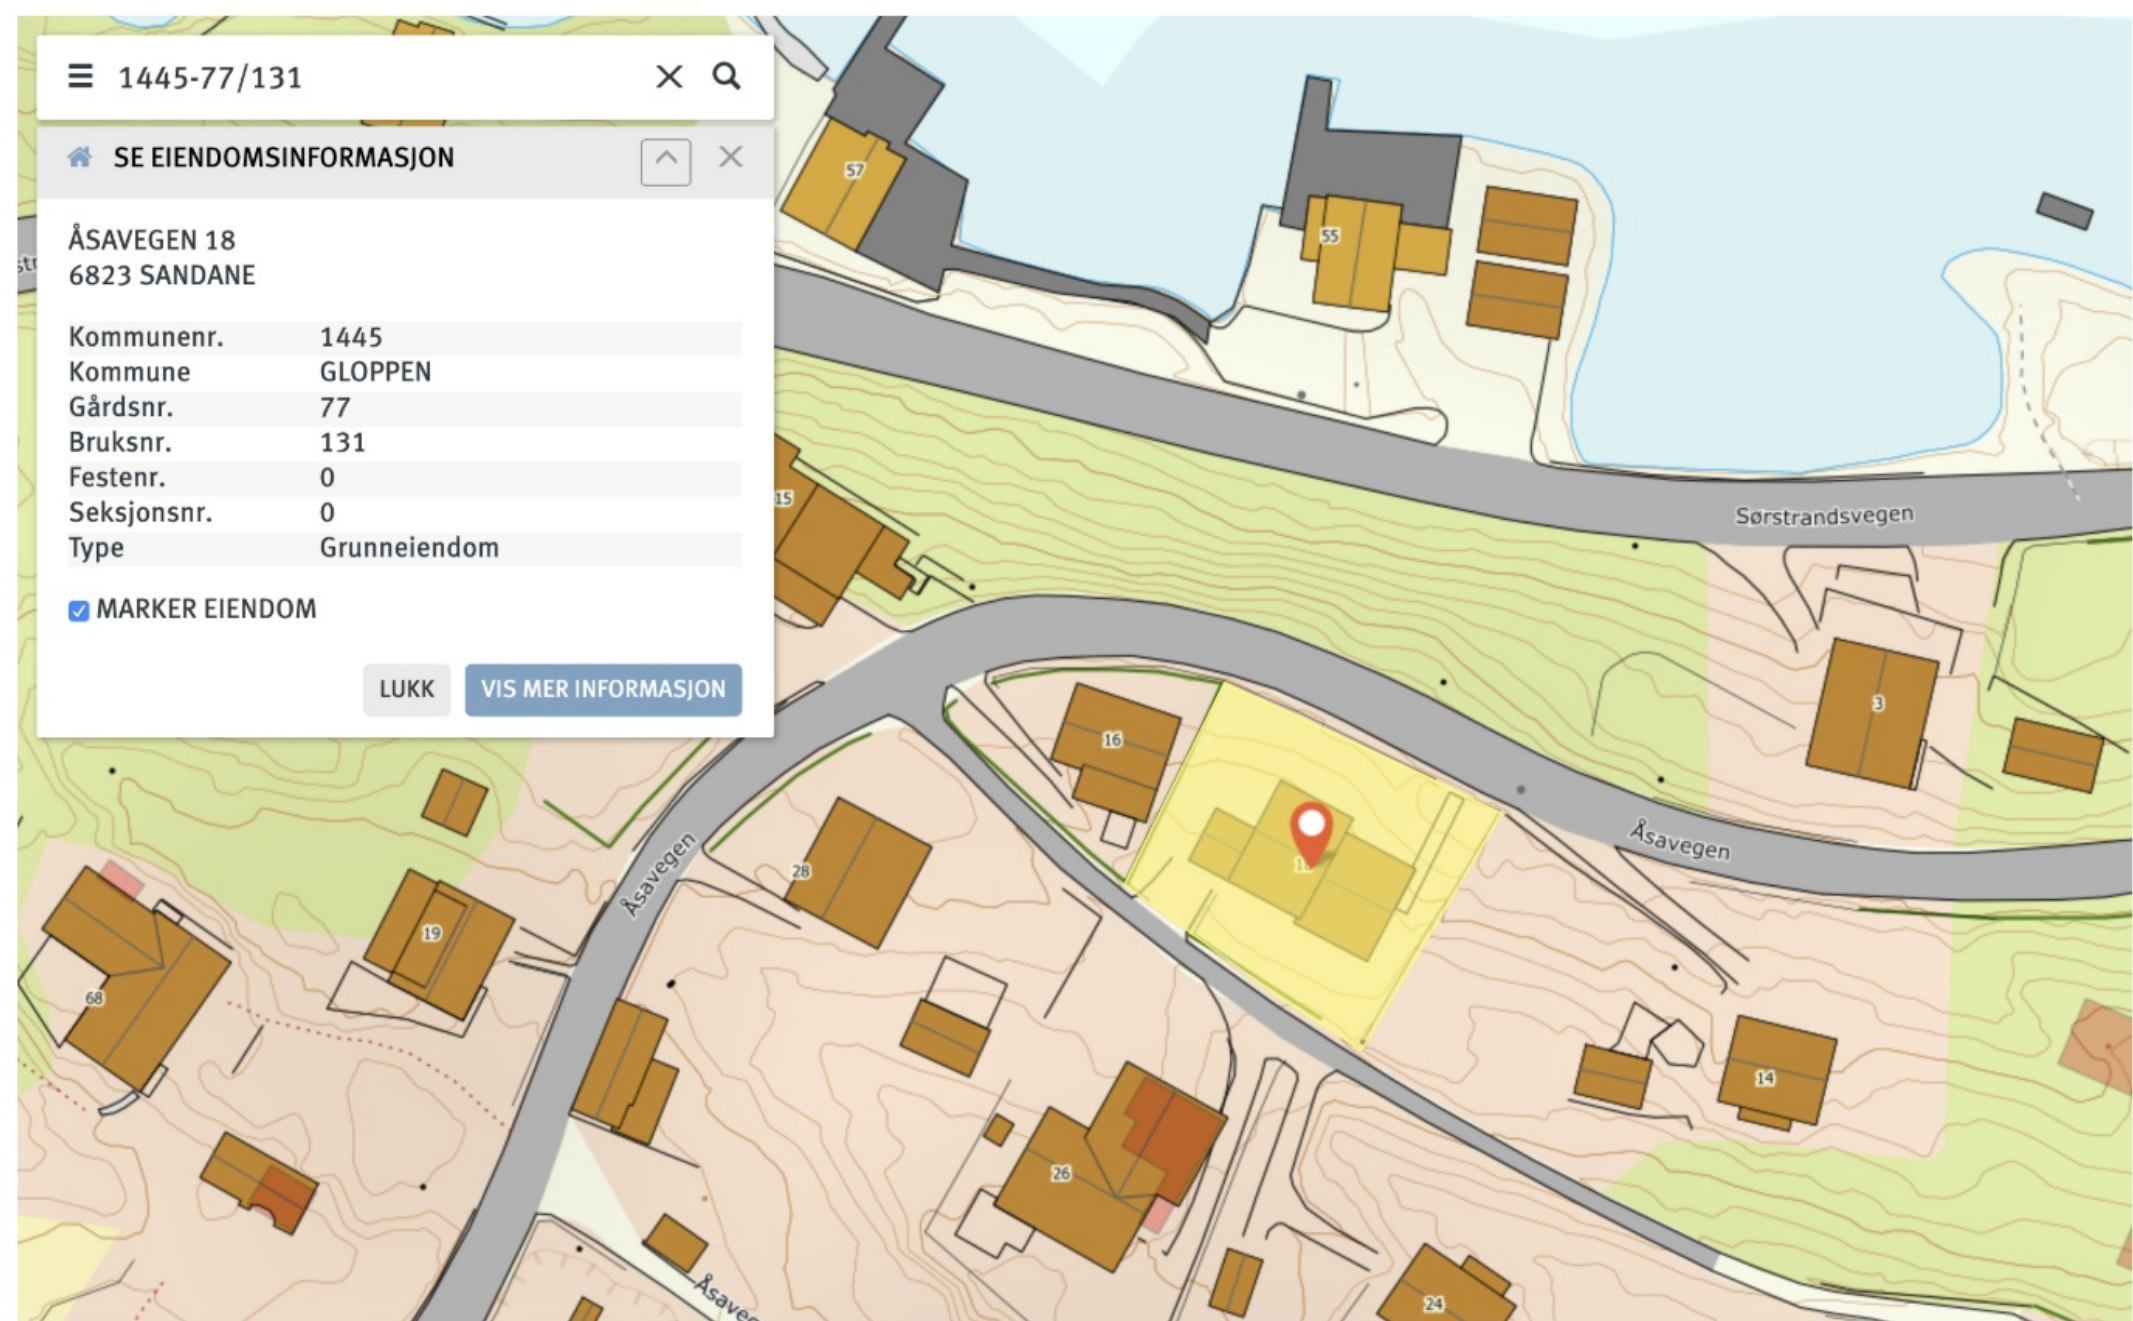 1445-77/131
SE EIENDOMSINFORMASJON
ÅSAVEGEN 18
6823 SANDANE
Kommunenr. 1445
Kommune GLOPPEN
Gårdsnr. 77
Bruksnr. 131
Festenr. 0
Seksjonsnr. 0
Type Grunneiendom
MARKER EIENDOM
LUKK VIS MER INFORMASJON
57
55
15
Sørstrandsvegen
3
16
Åsavegen
28
Åsavegen
19
68
14
26
24